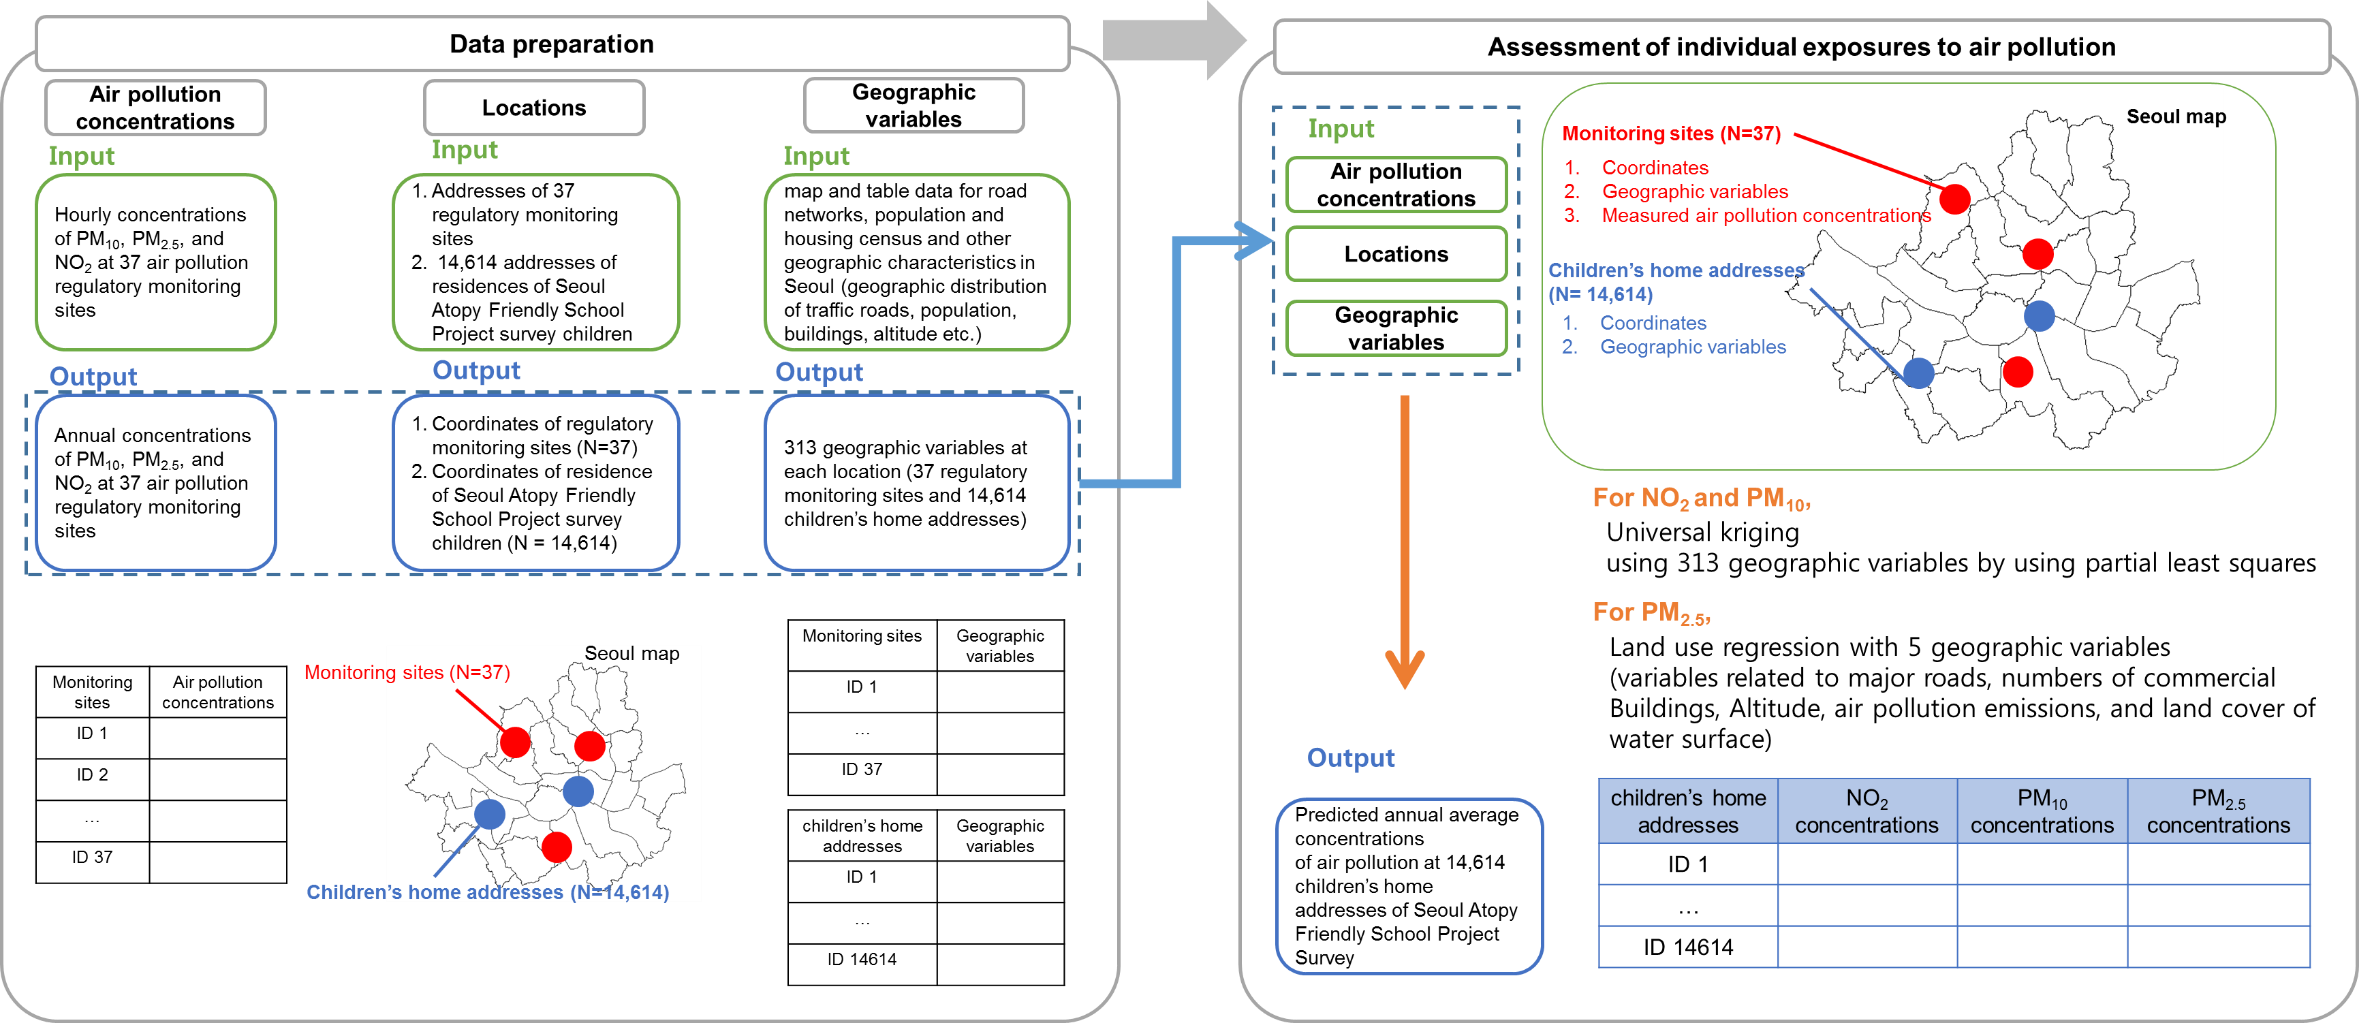 Data preparation
Air pollution
concentrations
Input
Hourly concentrations
of PM10, PM2.5, and
NO2 at 37 air pollution
regulatory monitoring
sites
Output
Annual concentrations
of PM10, PM2.5, and
NO2 at 37 air pollution
regulatory monitoring
sites
Locations
Input
1. Addresses of 37
regulatory monitoring
sites
2. 14,614 addresses of
residences of Seoul
Atopy Friendly School
Project survey children
Output
1. Coordinates of regulatory
monitoring sites (N=37)
2. Coordinates of residence
of Seoul Atopy Friendly
School Project survey
children (N = 14,614)
Geographic
variables
Input
map and table data for road
networks, population and
housing census and other
geographic characteristics in
Seoul (geographic distribution
of traffic roads, population,
buildings, altitude etc.)
Output
313 geographic variables at
each location (37 regulatory
monitoring sites and 14,614
children's home addresses)
Monitoring
sites
Air pollution
concentrations
ID 1
ID 2
...
ID 37
Seoul map
Monitoring sites (N=37)
Children's home addresses (N=14,614)
Monitoring sites
Geographic
variables
ID 1
...
ID 37
children's home
addresses
Geographic
variables
ID 1
...
ID 14614
Assessment of individual exposures to air pollution
Input
Air pollution
concentrations
Locations
Geographic
variables
Seoul map
Monitoring sites (N=37)
1. Coordinates
2. Geographic variables
3. Measured air pollution concentrations
Children's home addresses
(N= 14,614)
1. Coordinates
2. Geographic variables
For NO2 and PM10,
Universal kriging
using 313 geographic variables by using partial least squares
For PM2.5,
Land use regression with 5 geographic variables
(variables related to major roads, numbers of commercial
Buildings, Altitude, air pollution emissions, and land cover of
water surface)
Output
Predicted annual average
concentrations
of air pollution at 14,614
children's home
addresses of Seoul Atopy
Friendly School Project
Survey
children's home
addresses
NO2
concentrations
PM10
concentrations
PM2.5
concentrations
ID 1
...
ID 14614